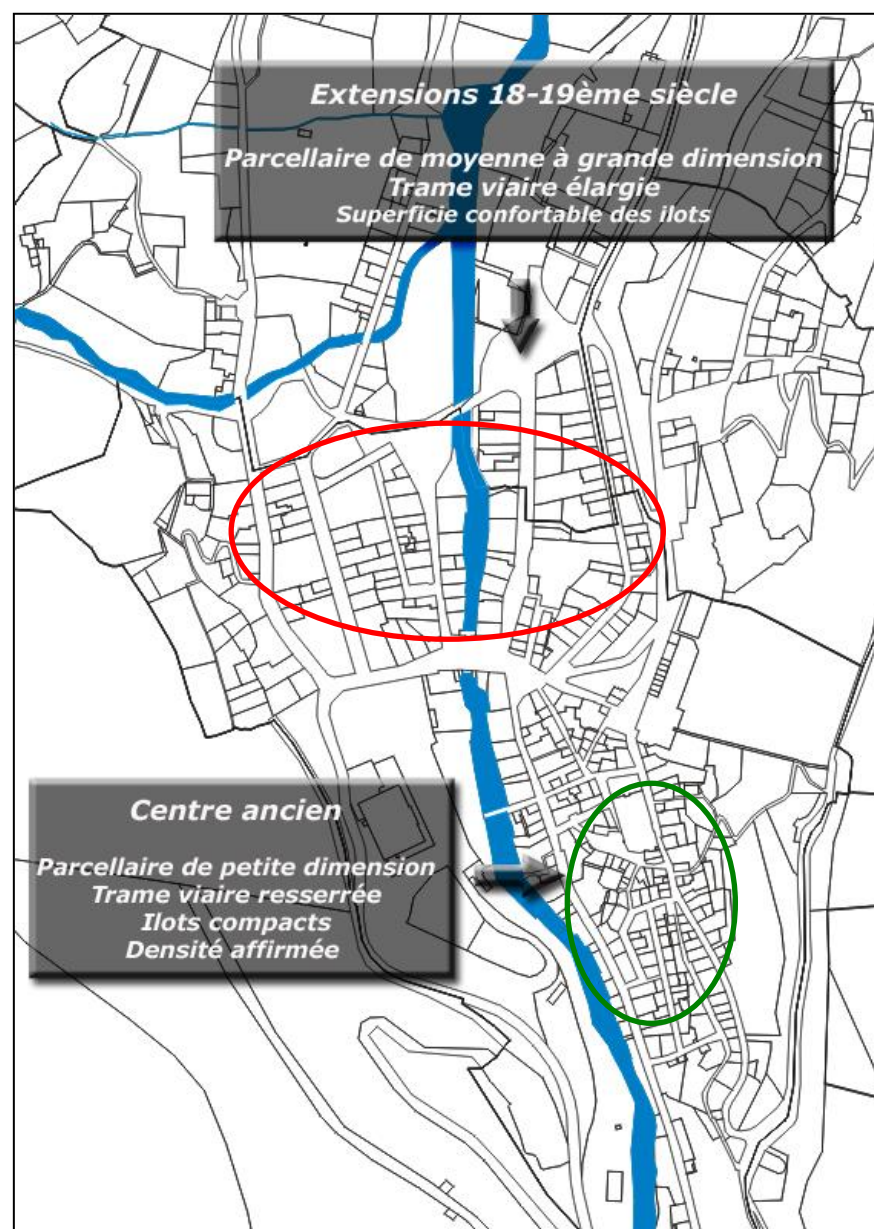 Extensions 18-19ème siècle
Parcellaire de moyenne à grande dimension
Trame viaire élargie
Superficie confortable des ilots
Centre ancien
Parcellaire de petite dimension
Trame viaire resserrée
Ilots compacts
Densité affirmée